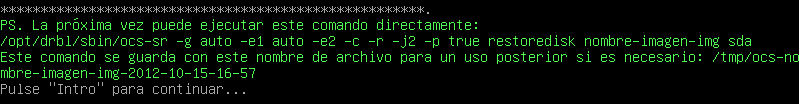 *****************************************************.
PS. La próxima vez puede ejecutar este comando directamente:
/opt/drbl/sbin/ocs-sr -g auto -e1 auto -e2 -c -r -j2 -p true restoredisk nombre-imagen-img sda
Este comando se guarda con este nombre de archivo para un uso posterior si es necesario: /tmp/ocs-no
mbre-imagen-img-2012-10-15-16-57
Pulse "Intro" para continuar...